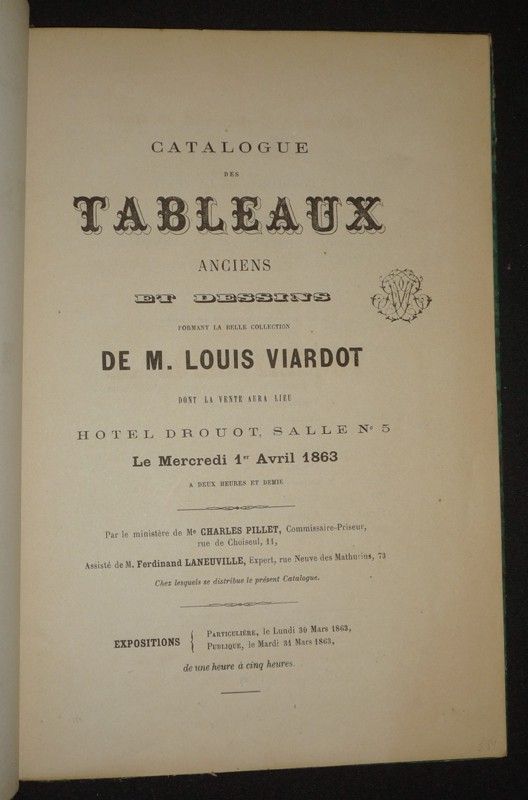 CATALOGUE
DES
TABLEAUX
ANCIENS
ET DESSINS
FORMANT LA BELLE COLLECTION
DE M. LOUIS VIARDOT
DONT LA VENTE AURA LIEU
HOTEL DROUOT, SALLE No 5
Le Mercredi 1er Avril 1863
A DEUX HEURES ET DEMIE
Par le ministère de Me CHARLES PILLET, Commissaire-Priseur,
rue de Choiseul, 11,
Assisté de M. Ferdinand LANEUVILLE, Expert, rue Neuve des Mathurins, 73
Chez lesquels se distribue le présent Catalogue.
EXPOSITIONS { PARTICULIÈRE, le Lundi 30 Mars 1863,
PUBLIQUE, le Mardi 31 Mars 1863,
de une heure à cinq heures.